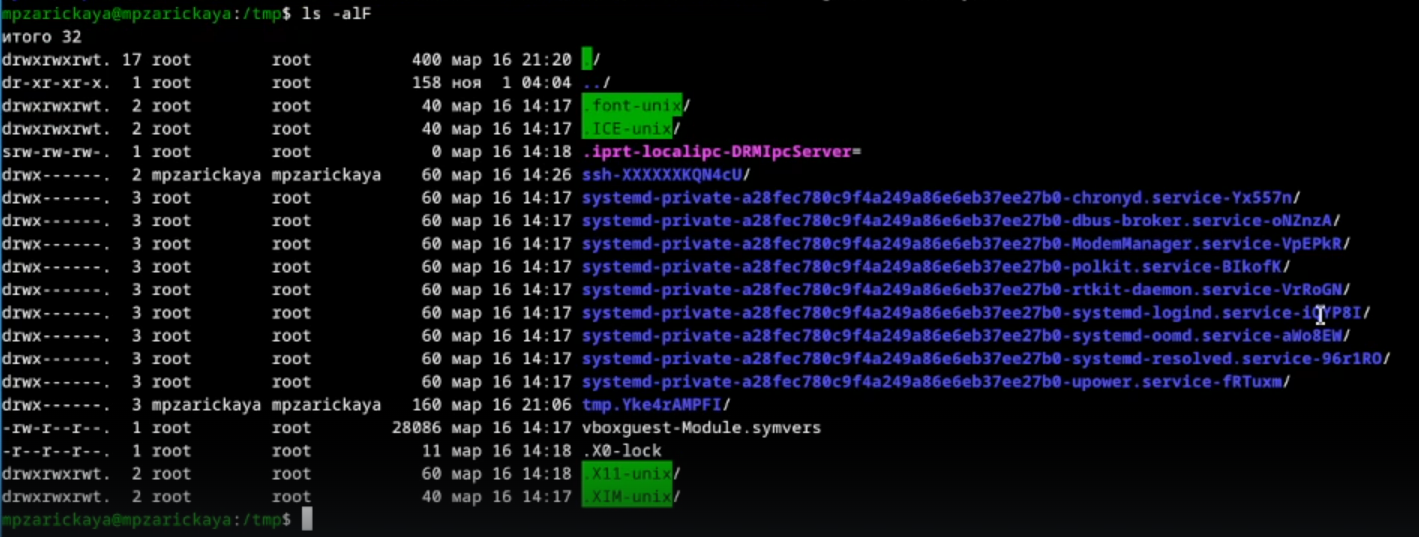 mpzarickaya@mpzarickaya:/tmp$ ls -alF
итого 32
drwxrwxrwt. 17 root        root          400 мар 16 21:20 ./
dr-xr-xr-x.  1 root        root          158 ноя  1 04:04 ../
drwxrwxrwt.  2 root        root           40 мар 16 14:17 .font-unix/
drwxrwxrwt.  2 root        root           40 мар 16 14:17 .ICE-unix/
srw-rw-rw-.  1 root        root            0 мар 16 14:18 .iprt-localipc-DRMIpcServer=
drwx------.  2 mpzarickaya mpzarickaya    60 мар 16 14:26 ssh-XXXXXXKQN4cU/
drwx------.  3 root        root           60 мар 16 14:17 systemd-private-a28fec780c9f4a249a86e6eb37ee27b0-chronyd.service-Yx557n/
drwx------.  3 root        root           60 мар 16 14:17 systemd-private-a28fec780c9f4a249a86e6eb37ee27b0-dbus-broker.service-oNZnzA/
drwx------.  3 root        root           60 мар 16 14:17 systemd-private-a28fec780c9f4a249a86e6eb37ee27b0-ModemManager.service-VpEPkR/
drwx------.  3 root        root           60 мар 16 14:17 systemd-private-a28fec780c9f4a249a86e6eb37ee27b0-polkit.service-BIkofK/
drwx------.  3 root        root           60 мар 16 14:17 systemd-private-a28fec780c9f4a249a86e6eb37ee27b0-rtkit-daemon.service-VrRoGN/
drwx------.  3 root        root           60 мар 16 14:17
drwx------.  3 root        root           60 мар 16 14:17 systemd-private-a28fec780c9f4a249a86e6eb37ee27b0-systemd-oomd.service-aWo8EW/
drwx------.  3 root        root           60 мар 16 14:17 systemd-private-a28fec780c9f4a249a86e6eb37ee27b0-systemd-resolved.service-96r1RO/
drwx------.  3 root        root           60 мар 16 14:17 systemd-private-a28fec780c9f4a249a86e6eb37ee27b0-upower.service-fRTuxm/
drwx------.  3 mpzarickaya mpzarickaya   160 мар 16 21:06 tmp.Yke4rAMPFI/
-rw-r--r--.  1 root        root        28086 мар 16 14:17 vboxguest-Module.symvers
-r--r--r--.  1 root        root           11 мар 16 14:18 .X0-lock
drwxrwxrwt.  2 root        root           60 мар 16 14:18 .X11-unix/
drwxrwxrwt.  2 root        root           40 мар 16 14:17 .XIM-unix/
mpzarickaya@mpzarickaya:/tmp$